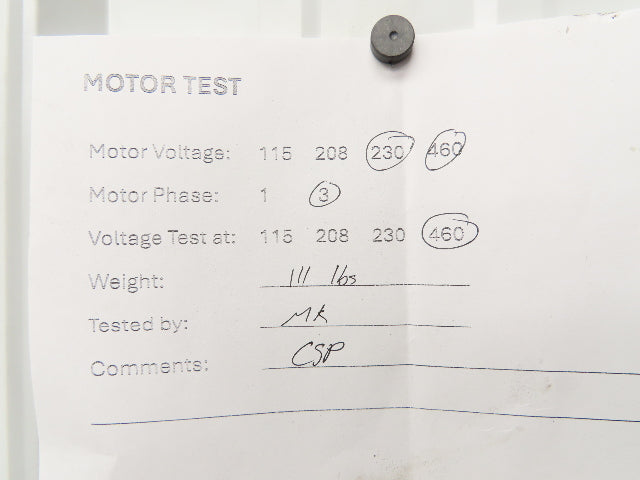 MOTOR TEST
Motor Voltage: 115 208 230 460
Motor Phase: 1 3
Voltage Test at: 115 208 230 460
Weight: 111 lbs
Tested by: MK
Comments: CSP